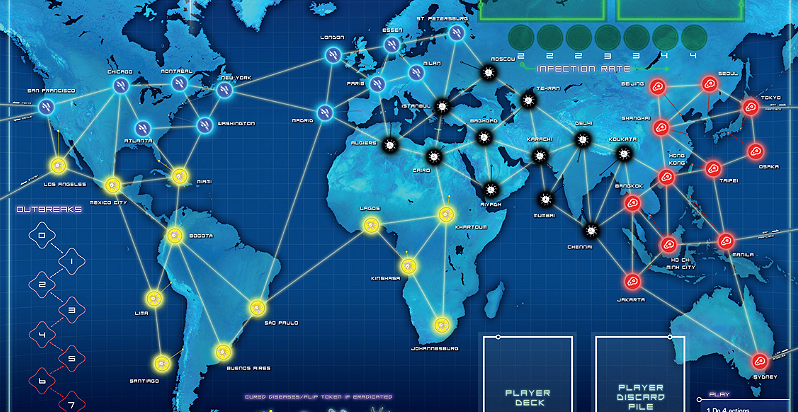 ST. PETERSBURG
LONDON
ESSEN
MOSCOW
2 2 2 3 3 4 4
INFECTION RATE
SEOUL
BEIJING
CHICAGO
MONTRÉAL
NEW YORK
SAN FRANCISCO
PARIS
MILAN
TEHRAN
TOKYO
ISTANBUL
MADRID
WASHINGTON
ATLANTA
BAGHDAD
SHANGHAI
ALGIERS
KARACHI
DELHI
KOLKATA
HONG
KONG
OSAKA
CAIRO
TAIPEI
LOS ANGELES
MIAMI
BANGKOK
MEXICO CITY
RIYADH
OUTBREAKS
LAGOS
MUMBAI
KHARTOUM
BOGOTÁ
CHENNAI
0
1
2
3
4
5
6
7
KINSHASA
HO CHI
MINH CITY
MANILA
LIMA
SÃO PAULO
JAKARTA
JOHANNESBURG
BUENOS AIRES
SANTIAGO
SYDNEY
CURED DISEASES/FLIP TOKEN IF ERADICATED
PLAYER
DECK
PLAYER
DISCARD
PILE
PLAY
1 Do 4 actions